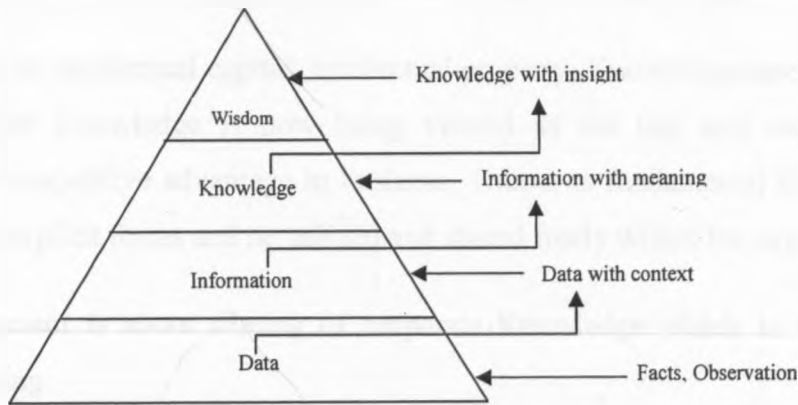 Knowledge with insight
Wisdom
Knowledge
Information with meaning
Information
Data with context
Data
Facts, Observation